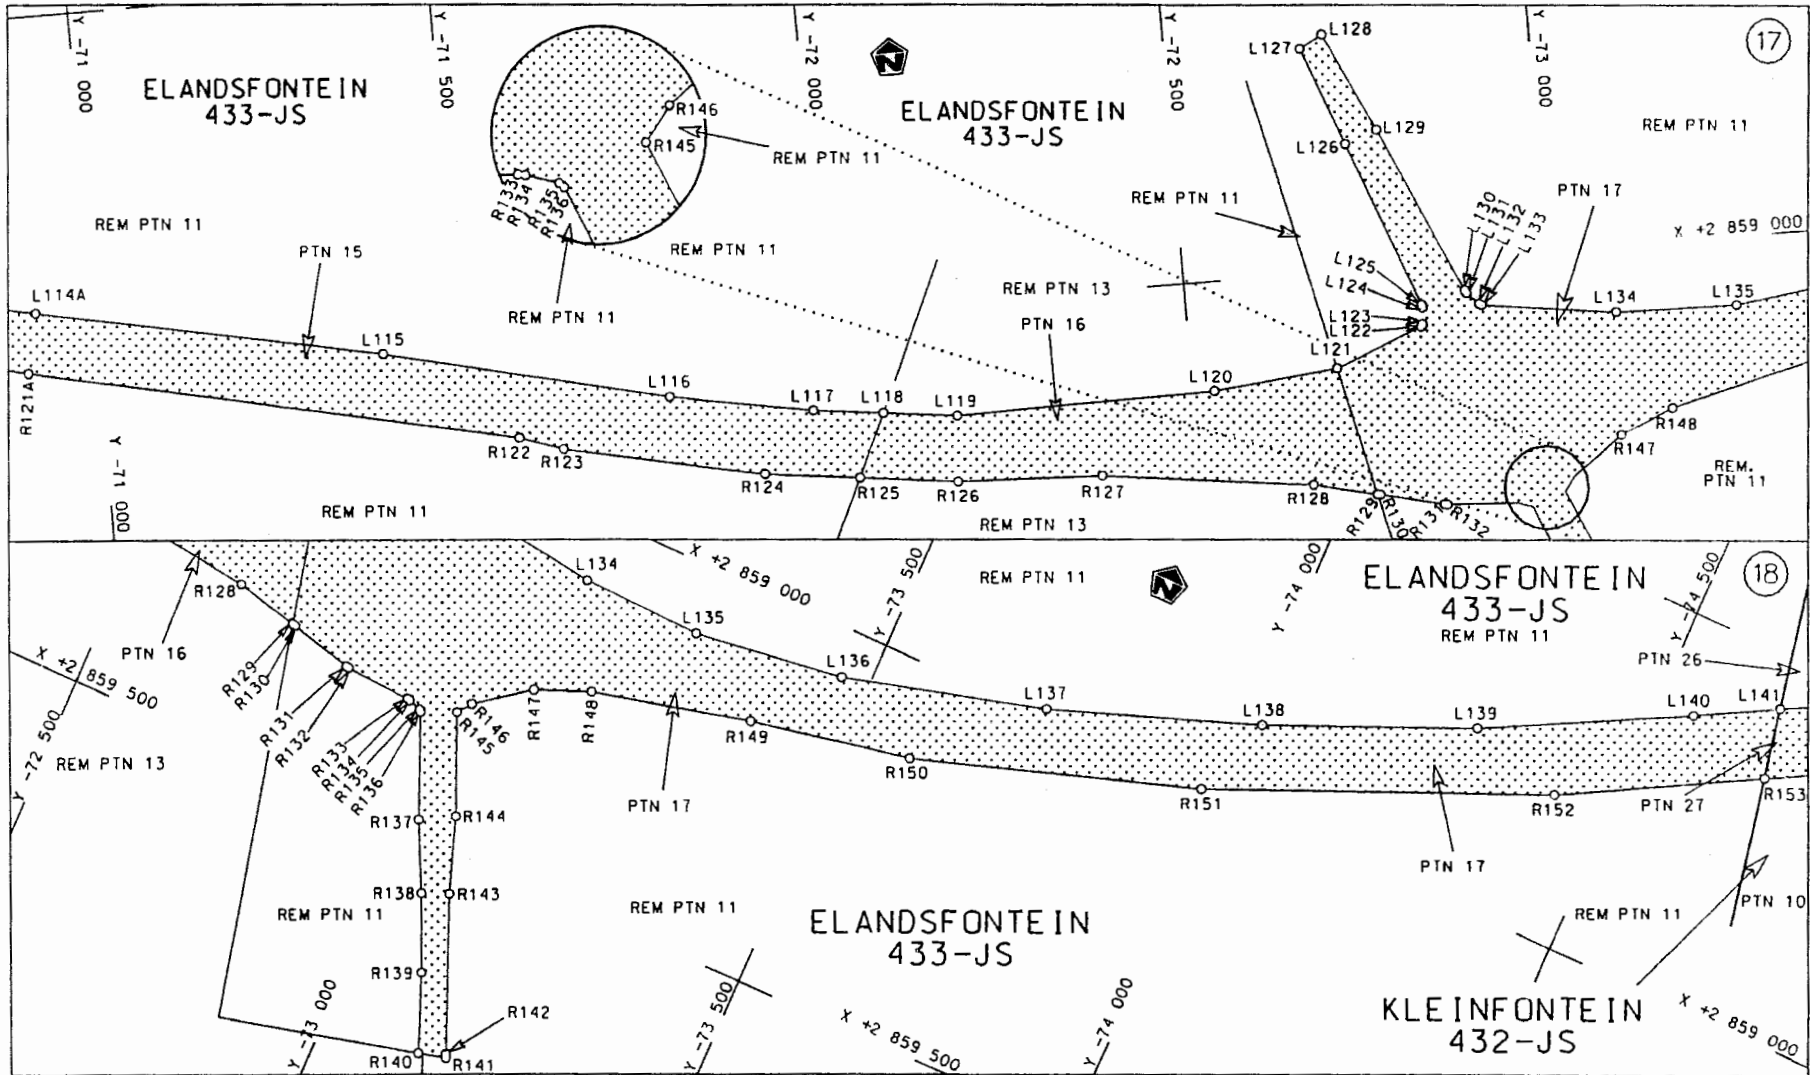 17
Y -71 000
Y -71 500
Y -72 000
Y -72 500
Y -73 000
ELANDSFONTEIN
433-JS
ELANDSFONTEIN
433-JS
N
L127
L128
L126
L129
REM PTN 11
R146
R145
REM PTN 11
R133
R134
R135
R136
REM PTN 11
REM PTN 11
PTN 15
REM PTN 11
REM PTN 11
REM PTN 13
PTN 16
PTN 17
X +2 859 000
L130
L131
L132
L133
L125
L124
L123
L122
L121
L134
L135
L114A
L115
L116
L117
L118
L119
L120
R121A
R122
R123
R124
R125
R126
R127
R128
R129
R130
R131
R132
R147
R148
REM.
PTN 11
Y -71 000
REM PTN 11
REM PTN 13
18
L134
X +2 859 000
Y -73 500
REM PTN 11
N
Y -74 000
ELANDSFONTEIN
433-JS
REM PTN 11
Y -74 500
PTN 26
R128
PTN 16
X +2 859 500
Y -72 500
REM PTN 13
R129
R130
R131
R132
R133
R134
R135
R136
R146
R145
R147
R148
L135
L136
L137
L138
L139
L140
L141
R149
R150
R151
R152
R153
PTN 17
PTN 27
PTN 17
R137
R144
R138
R143
REM PTN 11
REM PTN 11
ELANDSFONTEIN
433-JS
REM PTN 11
PTN 10
R139
R142
R140
R141
Y -73 000
Y -73 500
X +2 859 500
Y -74 000
KLEINFONTEIN
432-JS
X +2 859 000